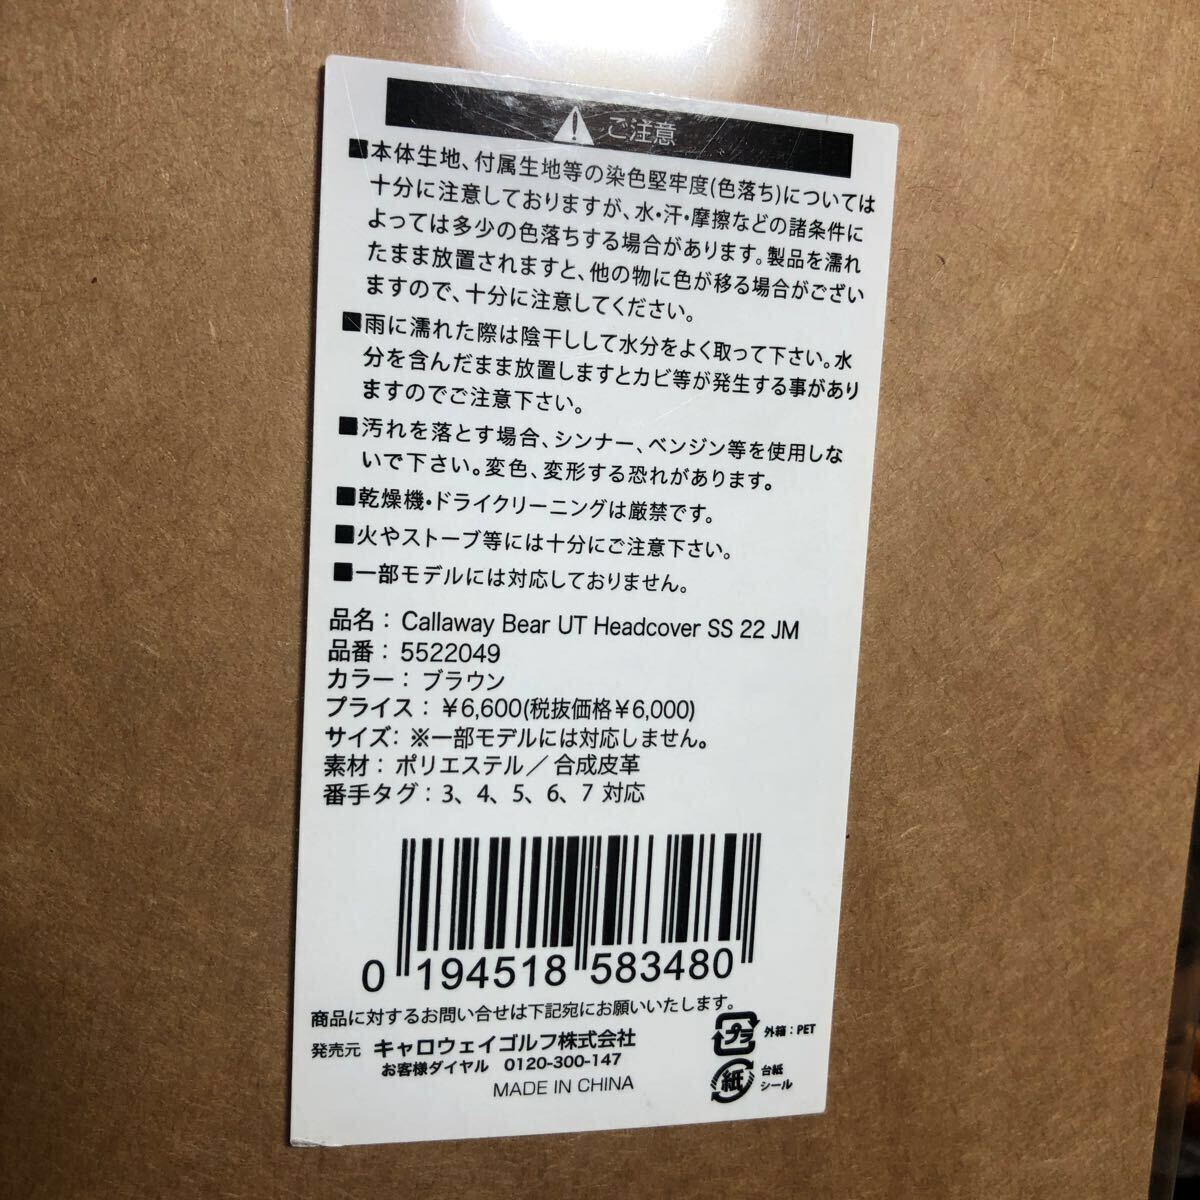 ご注意
■本体生地、付属生地等の染色堅牢度(色落ち)については
十分に注意しておりますが、水・汗・摩擦などの諸条件に
よっては多少の色落ちする場合があります。製品を濡れ
たまま放置されますと、他の物に色が移る場合がござい
ますので、十分に注意してください。
■雨に濡れた際は陰干しして水分をよく取って下さい。水
分を含んだまま放置しますとカビ等が発生する事があり
ますのでご注意下さい。
■汚れを落とす場合、シンナー、ベンジン等を使用しな
いで下さい。変色、変形する恐れがあります。
■乾燥機・ドライクリーニングは厳禁です。
■火やストーブ等には十分にご注意下さい。
■一部モデルには対応しておりません。
品名：Callaway Bear UT Headcover SS 22 JM
品番：5522049
カラー：ブラウン
プライス：￥6,600(税抜価格￥6,000)
サイズ：※一部モデルには対応しません。
素材：ポリエステル／合成皮革
番手タグ：3、4、5、6、7 対応
0 194518 583480
商品に対するお問い合せは下記宛にお願いいたします。
発売元 キャロウェイゴルフ株式会社
お客様ダイヤル 0120-300-147
MADE IN CHINA
プラ 外箱：PET
紙 台紙
シール